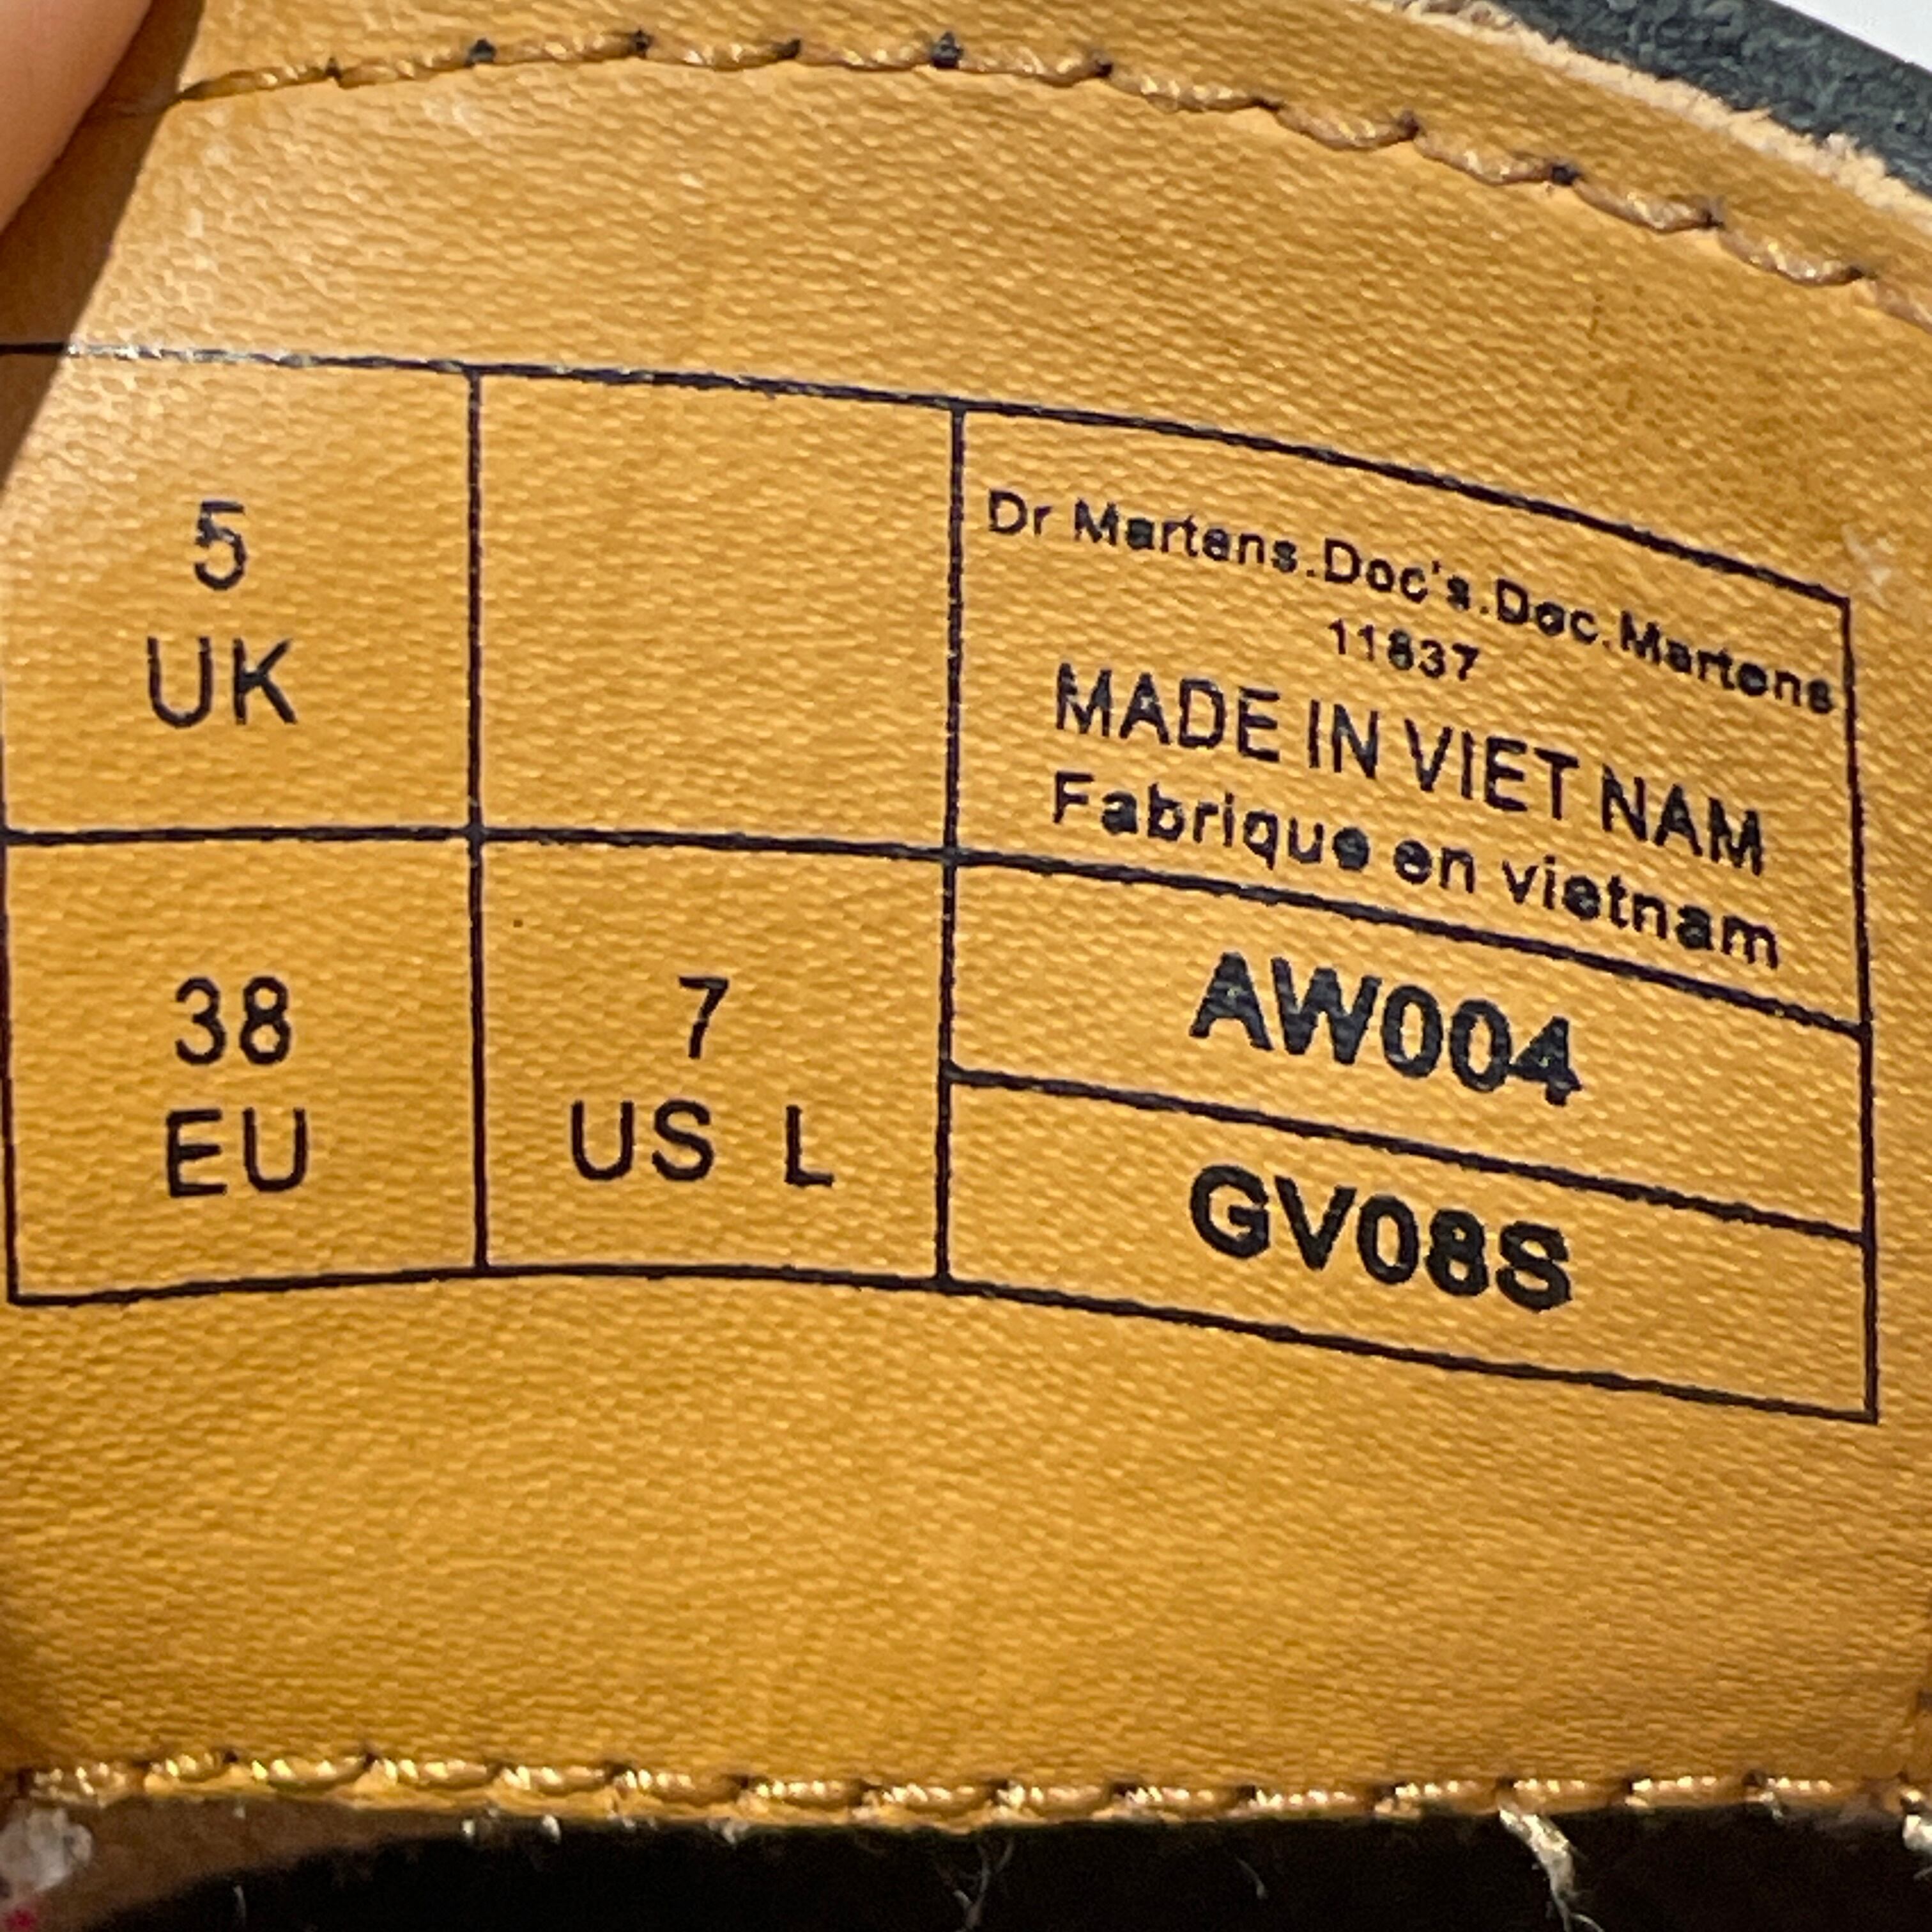 5
UK
38
EU
7
US L
Dr Martens.Doc's.Doc.Martens
11837
MADE IN VIET NAM
Fabrique en vietnam
AW004
GV08S